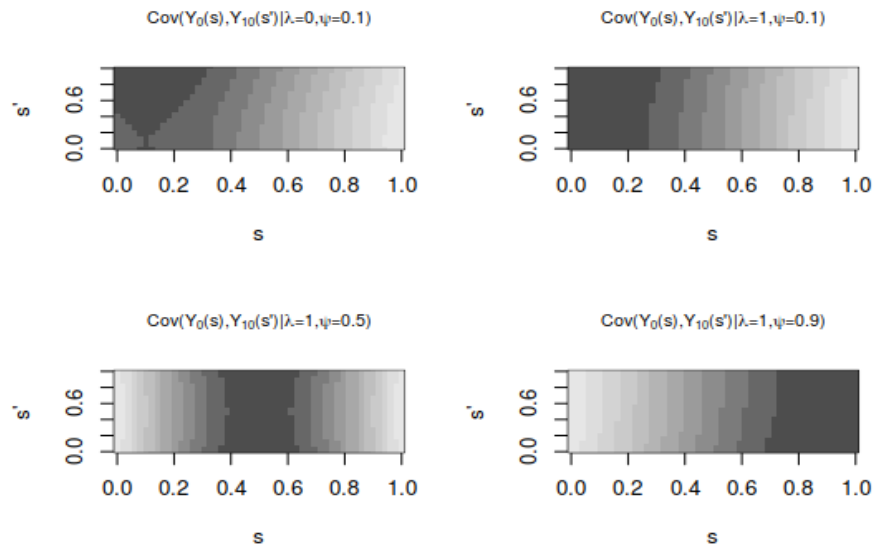 Cov(Y₀(s),Y₁₀(s')|λ=0,ψ=0.1)
s'
0.0 0.6
0.0 0.2 0.4 0.6 0.8 1.0
s
Cov(Y₀(s),Y₁₀(s')|λ=1,ψ=0.1)
s'
0.0 0.6
0.0 0.2 0.4 0.6 0.8 1.0
s
Cov(Y₀(s),Y₁₀(s')|λ=1,ψ=0.5)
s'
0.0 0.6
0.0 0.2 0.4 0.6 0.8 1.0
s
Cov(Y₀(s),Y₁₀(s')|λ=1,ψ=0.9)
s'
0.0 0.6
0.0 0.2 0.4 0.6 0.8 1.0
s